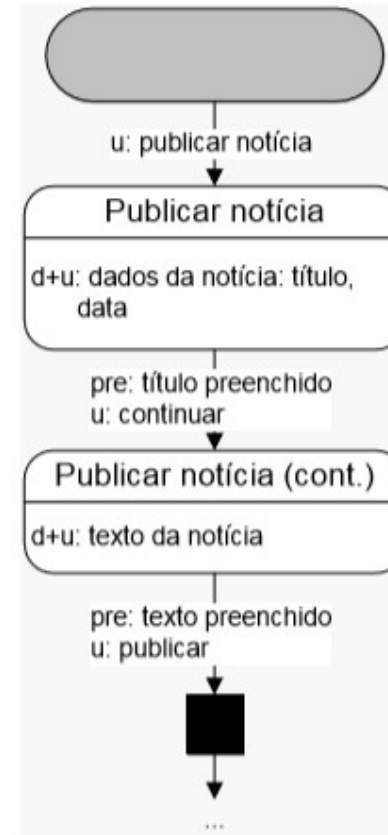 u: publicar notícia
Publicar notícia
d+u: dados da notícia: título,
data
pre: título preenchido
u: continuar
Publicar notícia (cont.)
d+u: texto da notícia
pre: texto preenchido
u: publicar
...